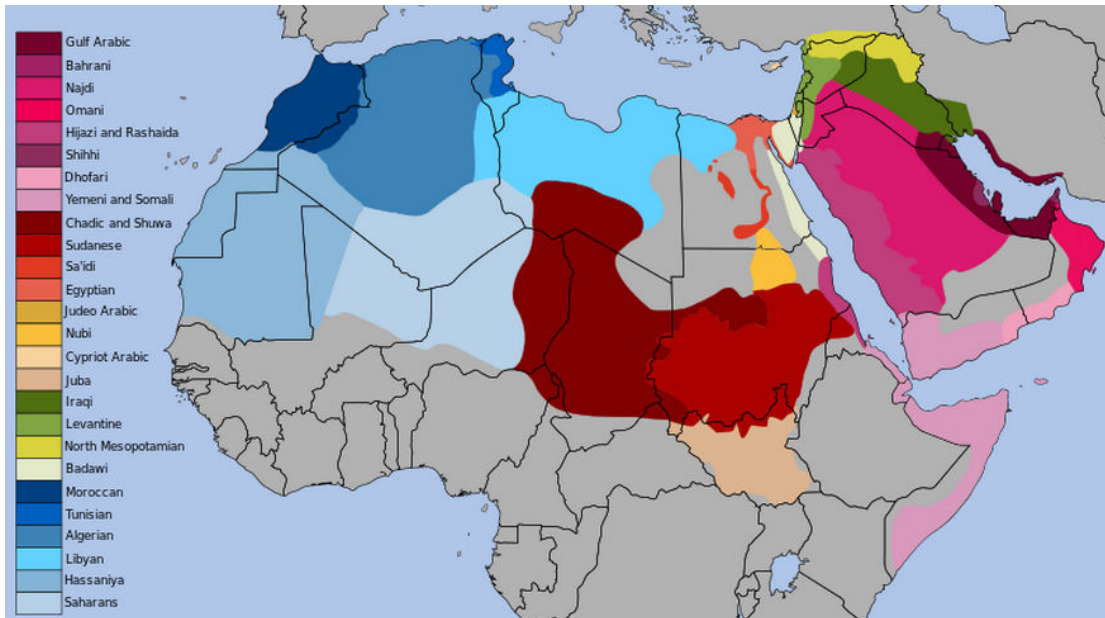 Gulf Arabic
Bahrani
Najdi
Omani
Hijazi and Rashaida
Shihhi
Dhofari
Yemeni and Somali
Chadic and Shuwa
Sudanese
Sa'idi
Egyptian
Judeo Arabic
Nubi
Cypriot Arabic
Juba
Iraqi
Levantine
North Mesopotamian
Badawi
Moroccan
Tunisian
Algerian
Libyan
Hassaniya
Saharans